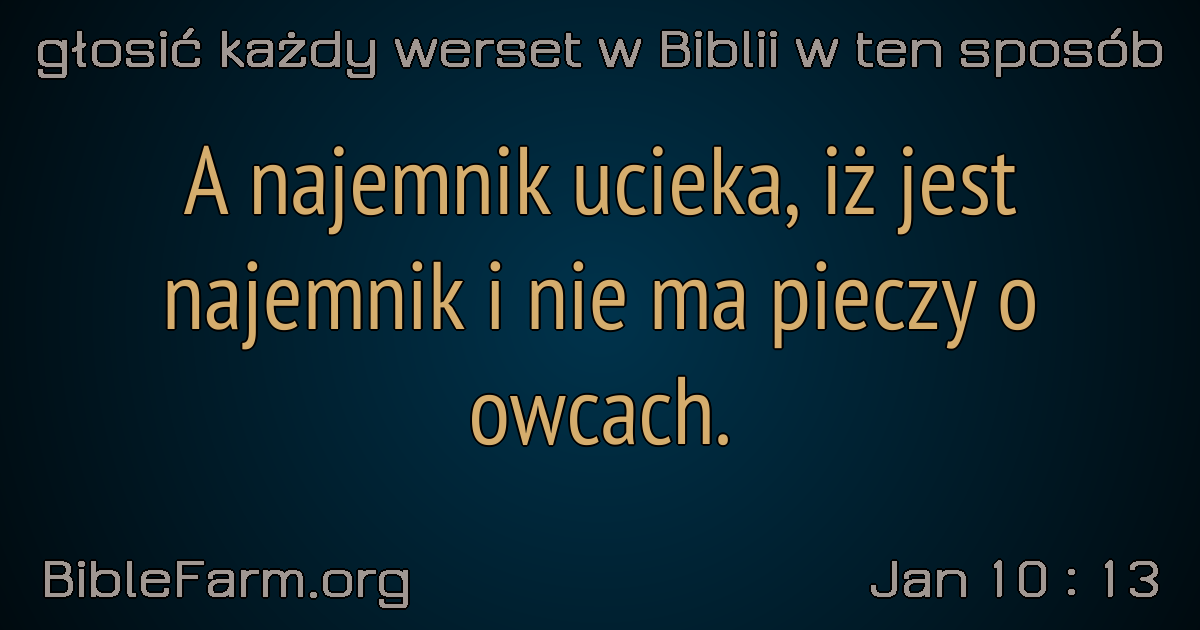 głosić każdy werset w Biblii w ten sposób
A najemnik ucieka, iż jest
najemnik i nie ma pieczy o
owcach.
BibleFarm.org
Jan 10 : 13